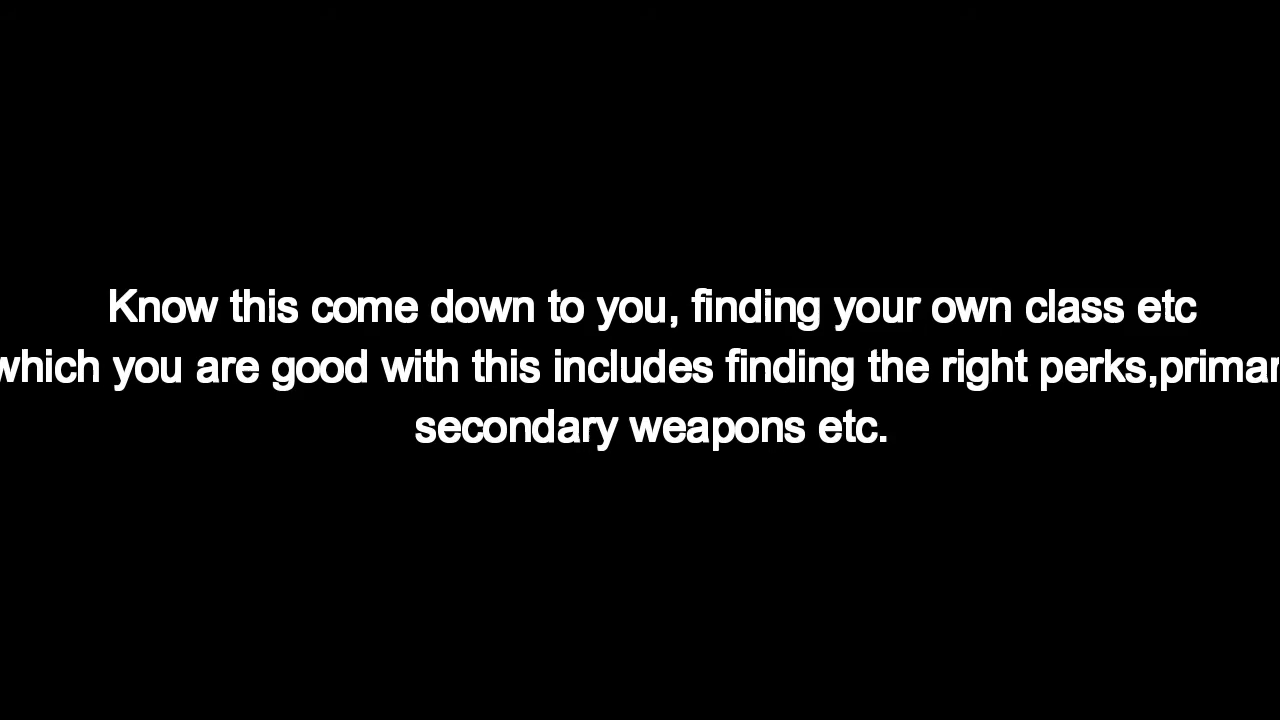 Know this come down to you, finding your own class etc
which you are good with this includes finding the right perks,primar
secondary weapons etc.